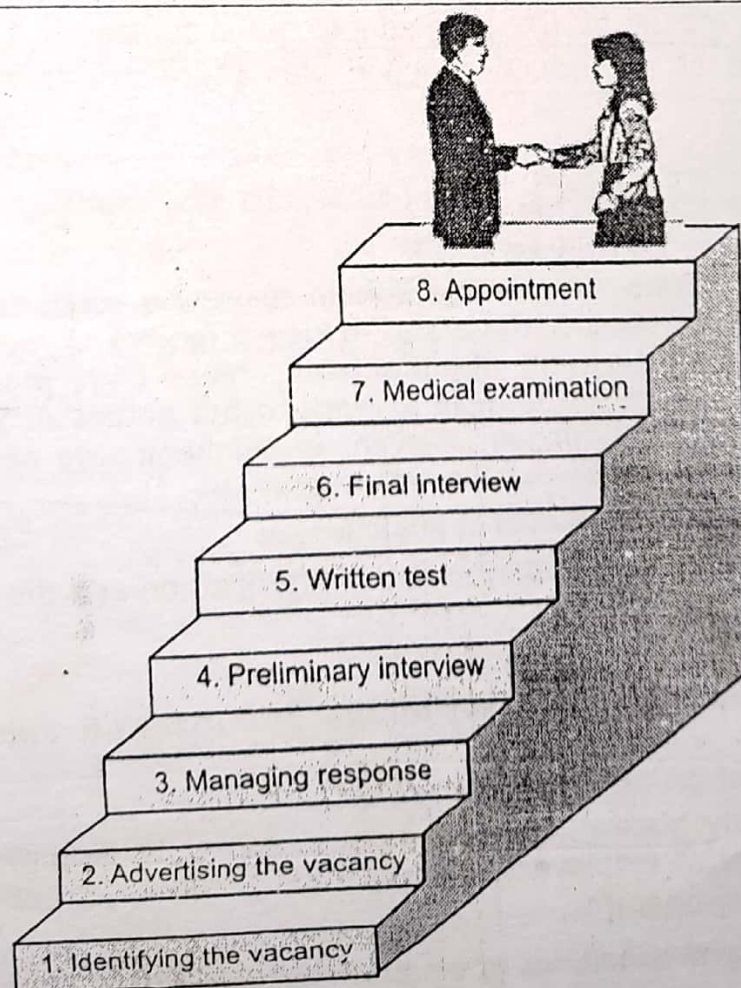 8. Appointment
7. Medical examination
6. Final interview
5. Written test
4. Preliminary interview
3. Managing response
2. Advertising the vacancy
1. Identifying the vacancy